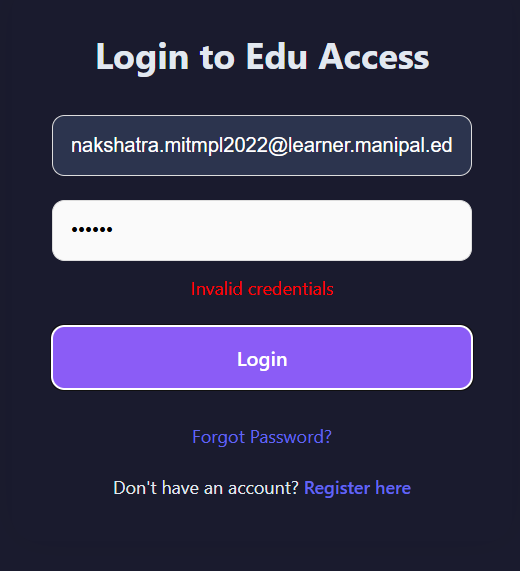 Login to Edu Access
nakshatra.mitmpl2022@learner.manipal.ed
••••••
Invalid credentials
Login
Forgot Password?
Don't have an account? Register here